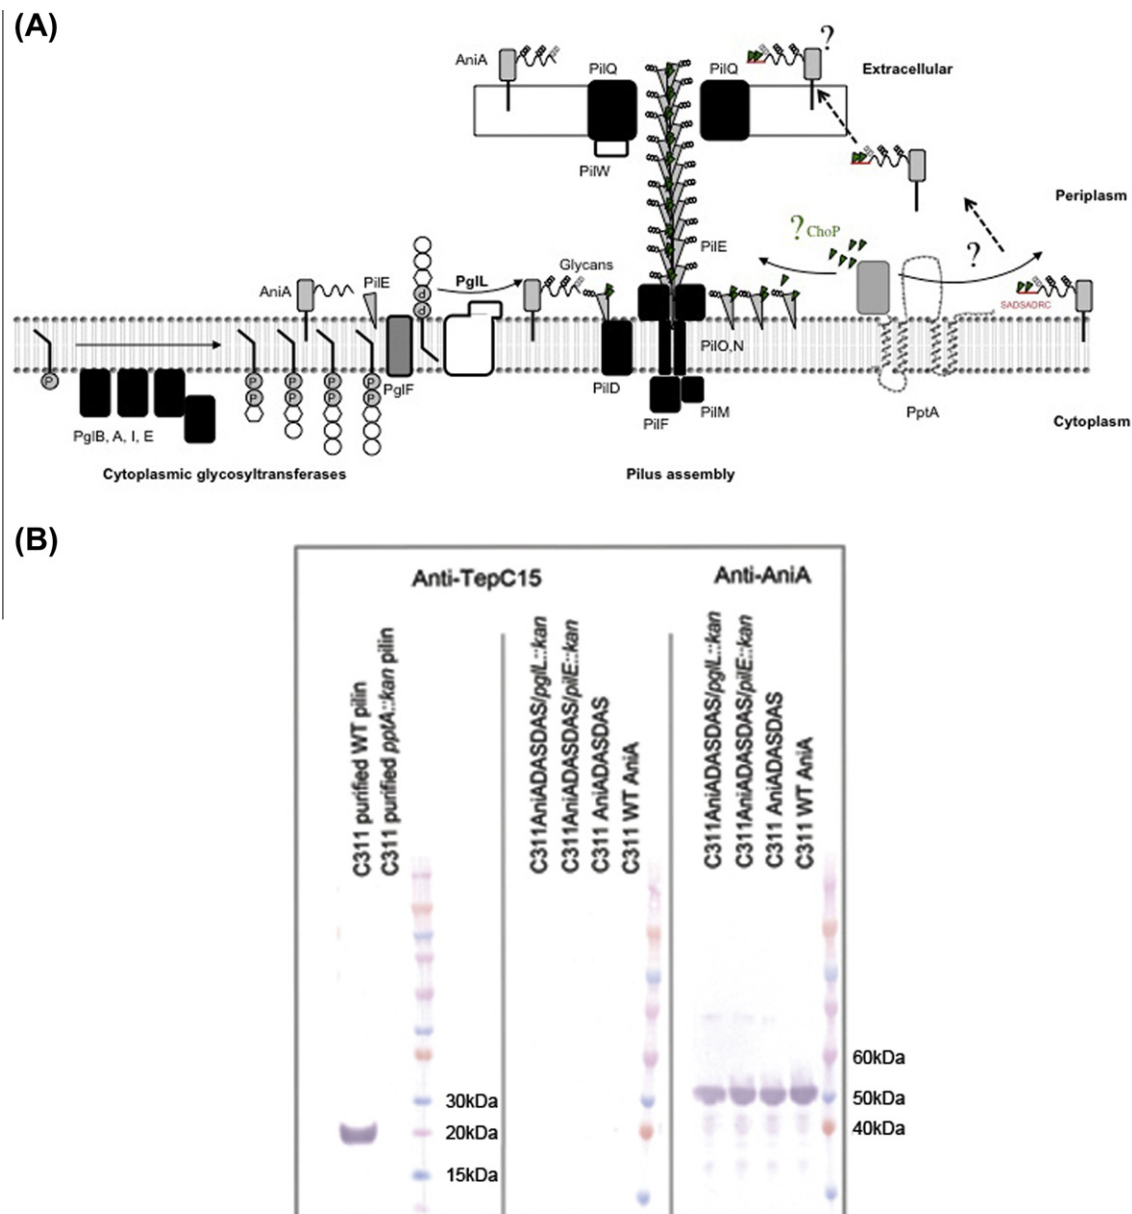 (A)
AniA
PilQ
PilQ
?
Extracellular
PilW
Periplasm
? ChoP
PilE
?
Glycans
PglL
AniA
PilE
P
P
SADSADRC
PilO,N
P
P
P
P
P
P
P
P
P
PglF
PilD
PilM
PilF
PptA
Cytoplasm
PglB, A, I, E
Cytoplasmic glycosyltransferases
Pilus assembly
(B)
Anti-TepC15
Anti-AniA
C311 purified WT pilin
C311 purified pptA::kan pilin
C311AniADASDAS/pglL::kan
C311AniADASDAS/pilE::kan
C311 AniADASDAS
C311 WT AniA
C311AniADASDAS/pglL::kan
C311AniADASDAS/pilE::kan
C311 AniADASDAS
C311 WT AniA
30kDa
20kDa
15kDa
60kDa
50kDa
40kDa